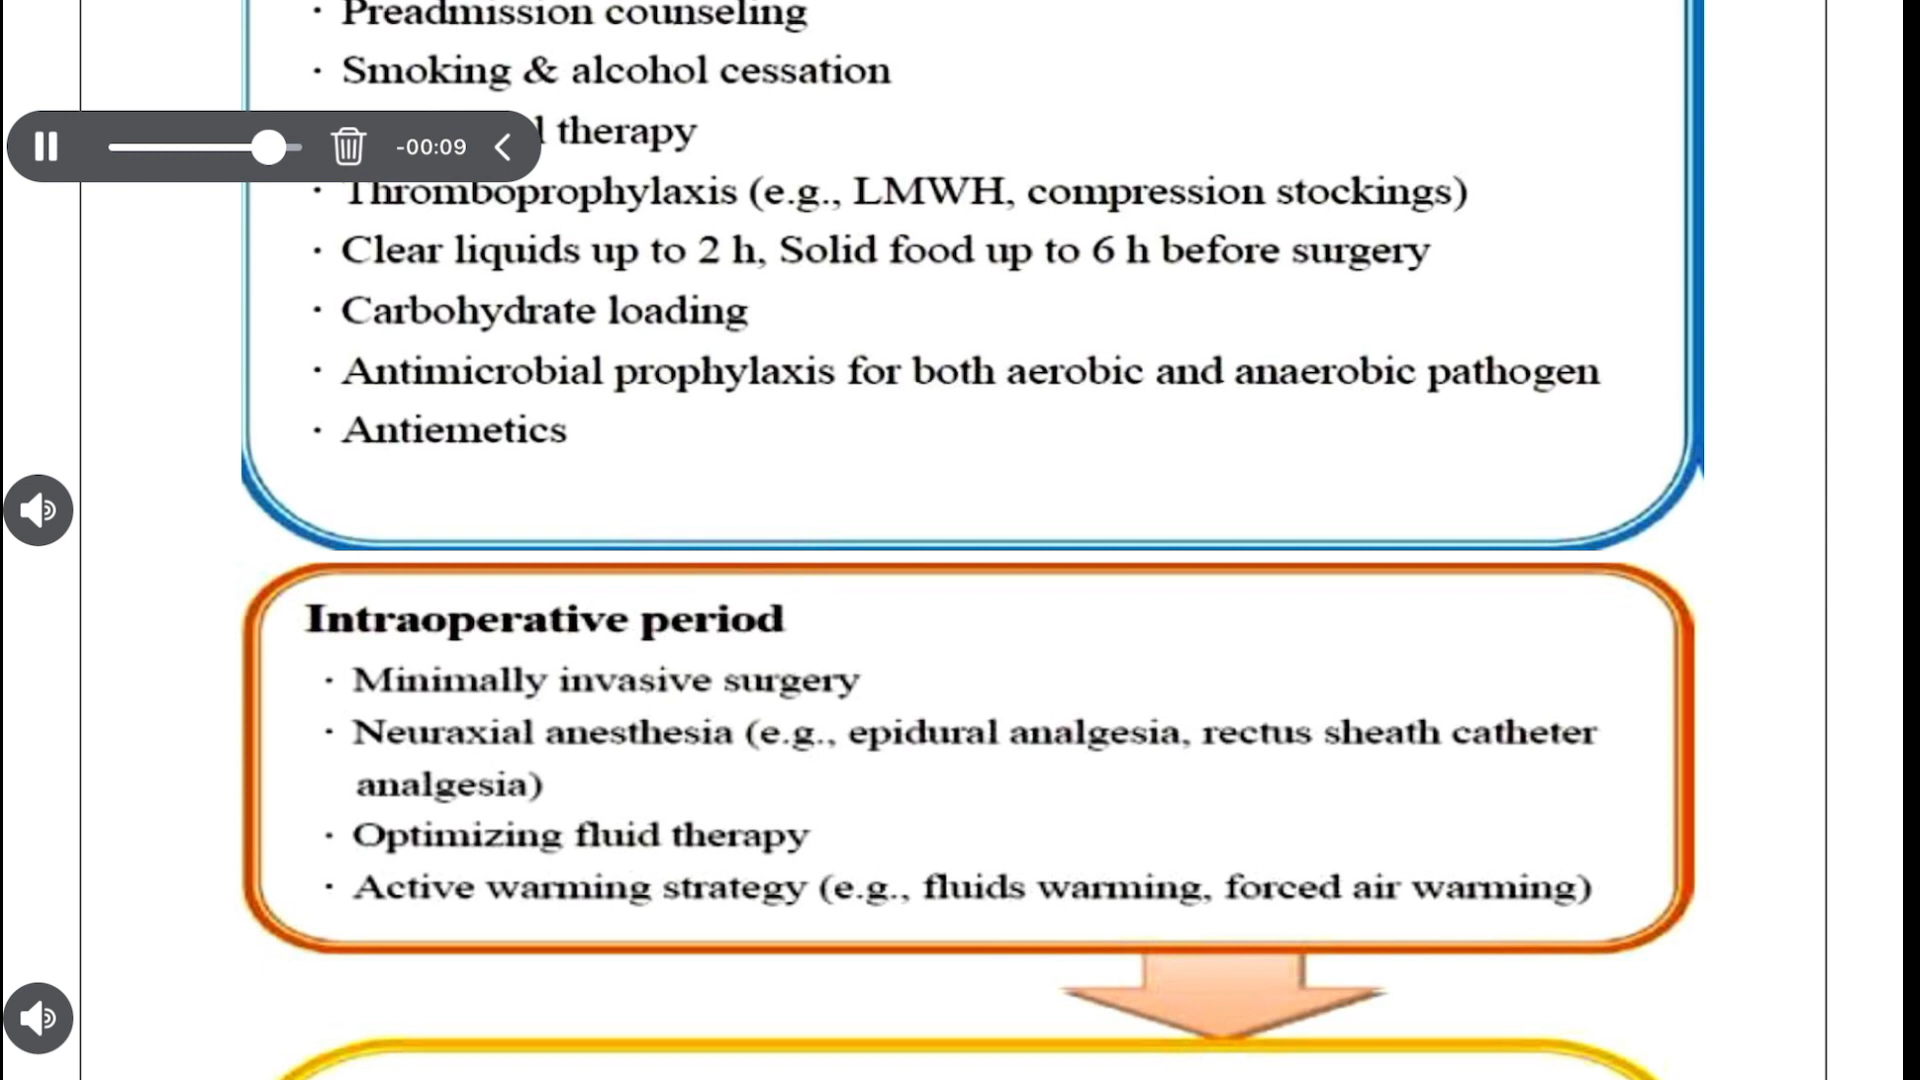 · Preadmission counseling
· Smoking & alcohol cessation
therapy
-00:09
· Thromboprophylaxis (e.g., LMWH, compression stockings)
· Clear liquids up to 2 h, Solid food up to 6 h before surgery
· Carbohydrate loading
· Antimicrobial prophylaxis for both aerobic and anaerobic pathogen
· Antiemetics
Intraoperative period
· Minimally invasive surgery
· Neuraxial anesthesia (e.g., epidural analgesia, rectus sheath catheter
analgesia)
· Optimizing fluid therapy
· Active warming strategy (e.g., fluids warming, forced air warming)